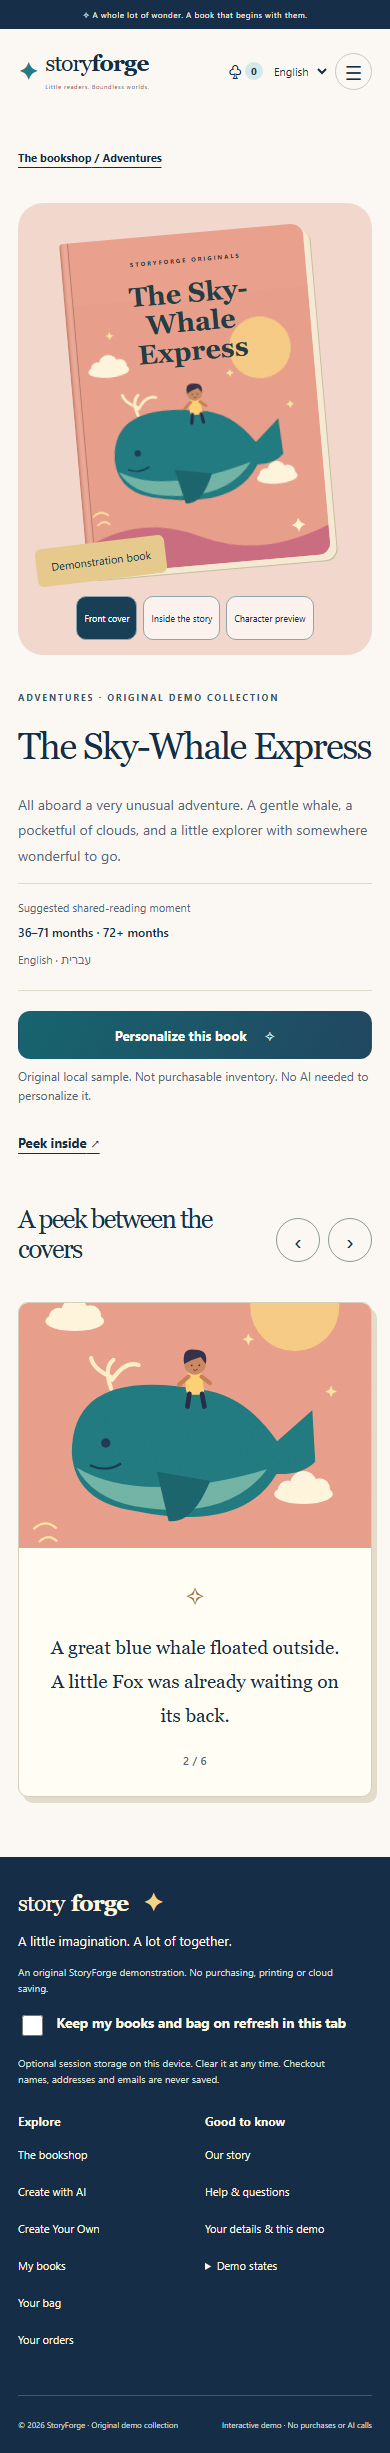 ✧ A whole lot of wonder. A book that begins with them.
storyforge
Little readers. Boundless worlds.
0
English
The bookshop / Adventures
STORYFORGE ORIGINALS
The Sky-
Whale
Express
Demonstration book
Front cover
Inside the story
Character preview
ADVENTURES · ORIGINAL DEMO COLLECTION
The Sky-Whale Express
All aboard a very unusual adventure. A gentle whale, a
pocketful of clouds, and a little explorer with somewhere
wonderful to go.
Suggested shared-reading moment
36–71 months · 72+ months
English · עברית
Personalize this book ✧
Original local sample. Not purchasable inventory. No AI needed to
personalize it.
Peek inside ↗
A peek between the
covers
‹ ›
A great blue whale floated outside.
A little Fox was already waiting on
its back.
2 / 6
story forge
A little imagination. A lot of together.
An original StoryForge demonstration. No purchasing, printing or cloud
saving.
Keep my books and bag on refresh in this tab
Optional session storage on this device. Clear it at any time. Checkout
names, addresses and emails are never saved.
Explore
The bookshop
Create with AI
Create Your Own
My books
Your bag
Your orders
Good to know
Our story
Help & questions
Your details & this demo
▶ Demo states
© 2026 StoryForge · Original demo collection
Interactive demo · No purchases or AI calls